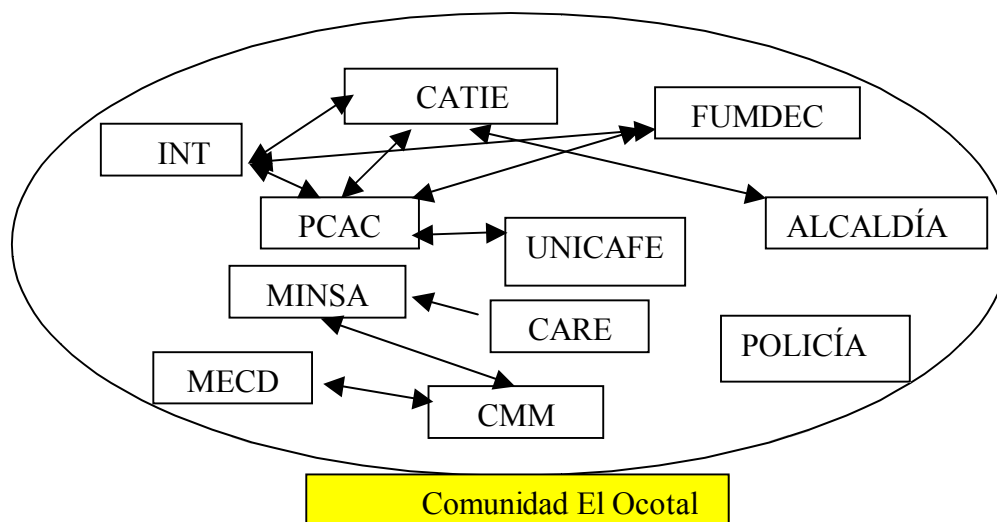 CATIE
FUMDEC
INT
PCAC
ALCALDÍA
UNICAFE
MINSA
CARE
POLICÍA
MECD
CMM
Comunidad El Ocotal